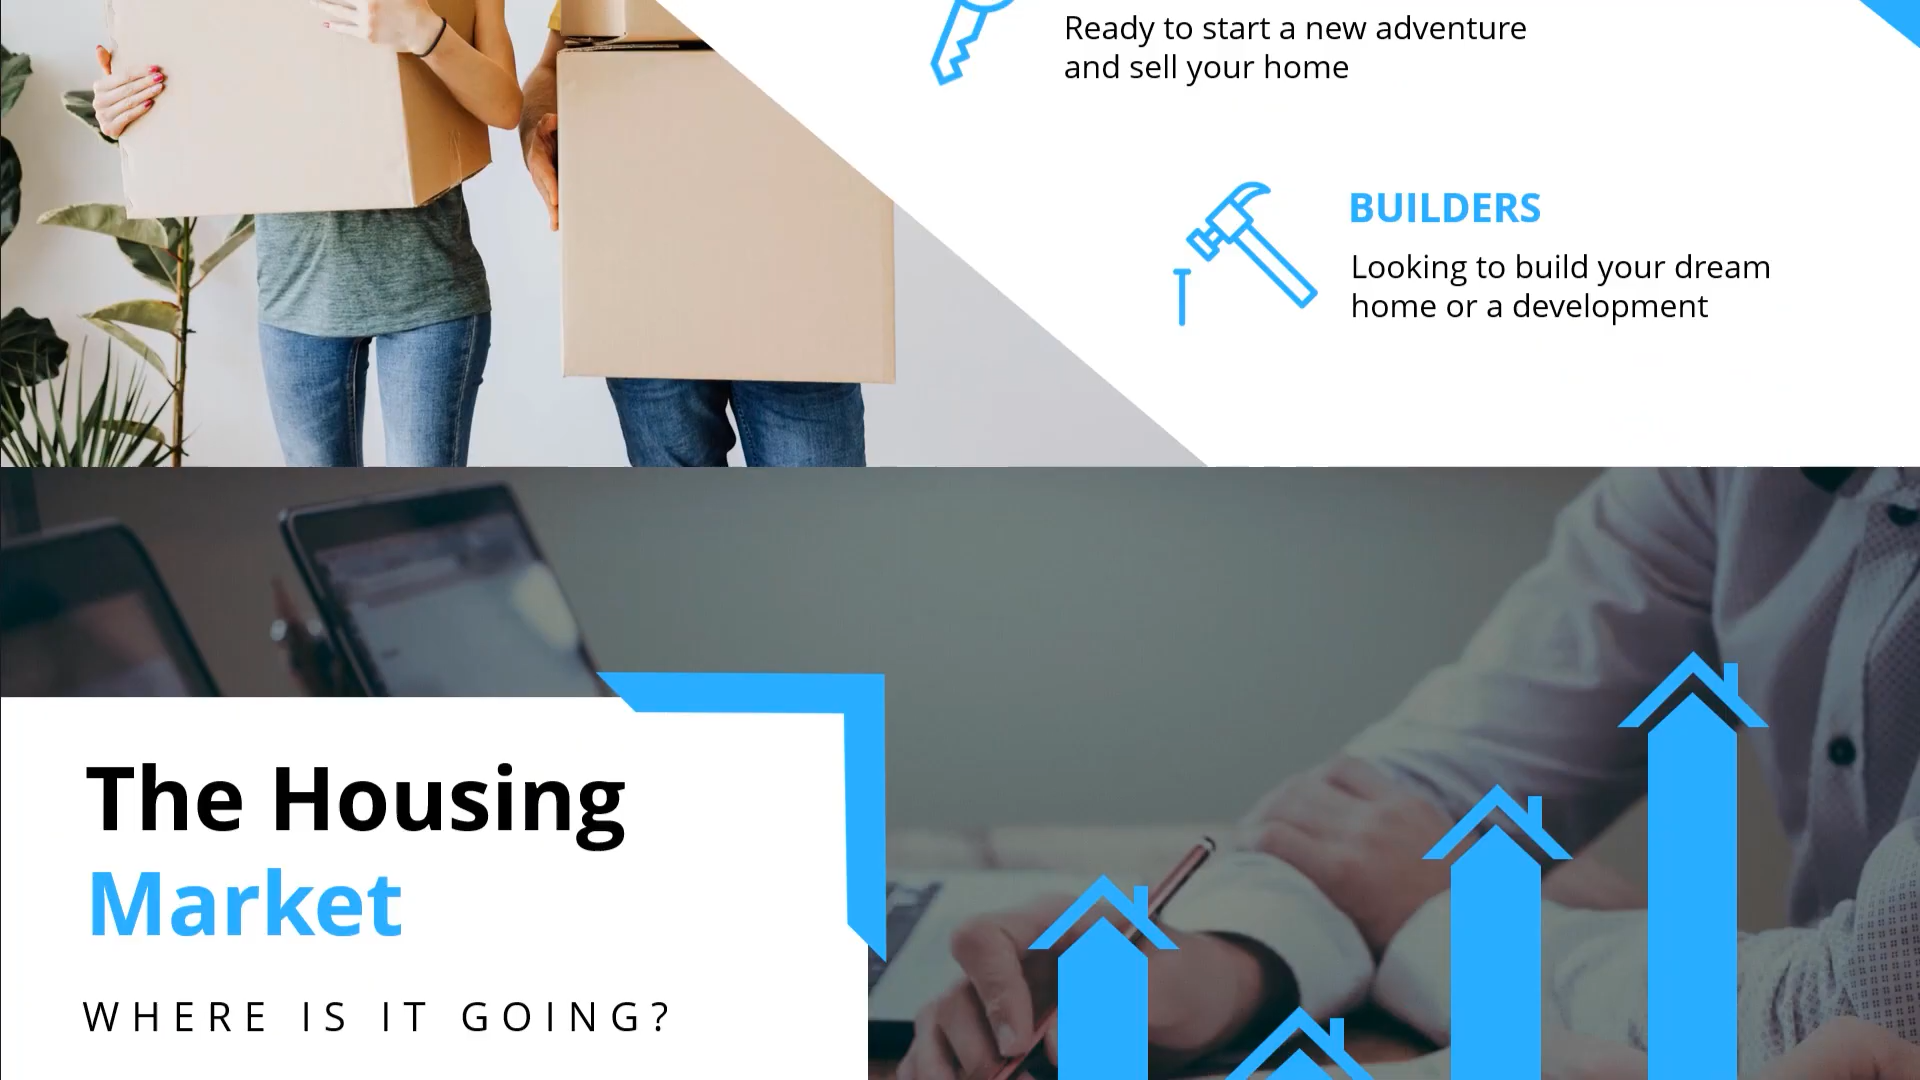 Ready to start a new adventure
and sell your home
BUILDERS
Looking to build your dream
home or a development
The Housing
Market
WHERE IS IT GOING?